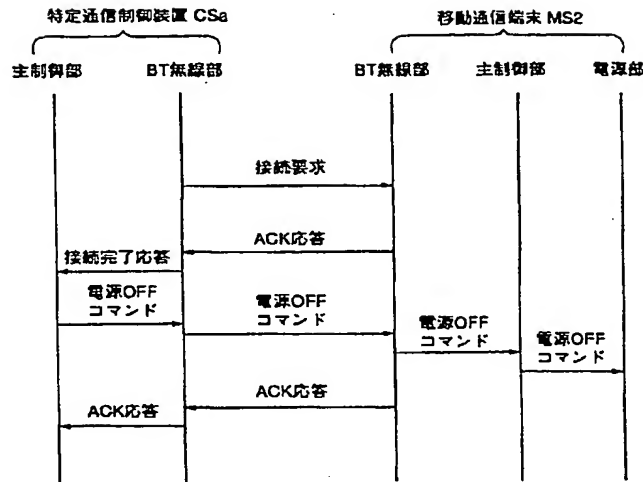 特定通信制御装置 CSa
移動通信端末 MS2
主制御部
BT無線部
BT無線部
主制御部
電源部
接続要求
ACK応答
接続完了応答
電源OFF
コマンド
電源OFF
コマンド
電源OFF
コマンド
電源OFF
コマンド
ACK応答
ACK応答